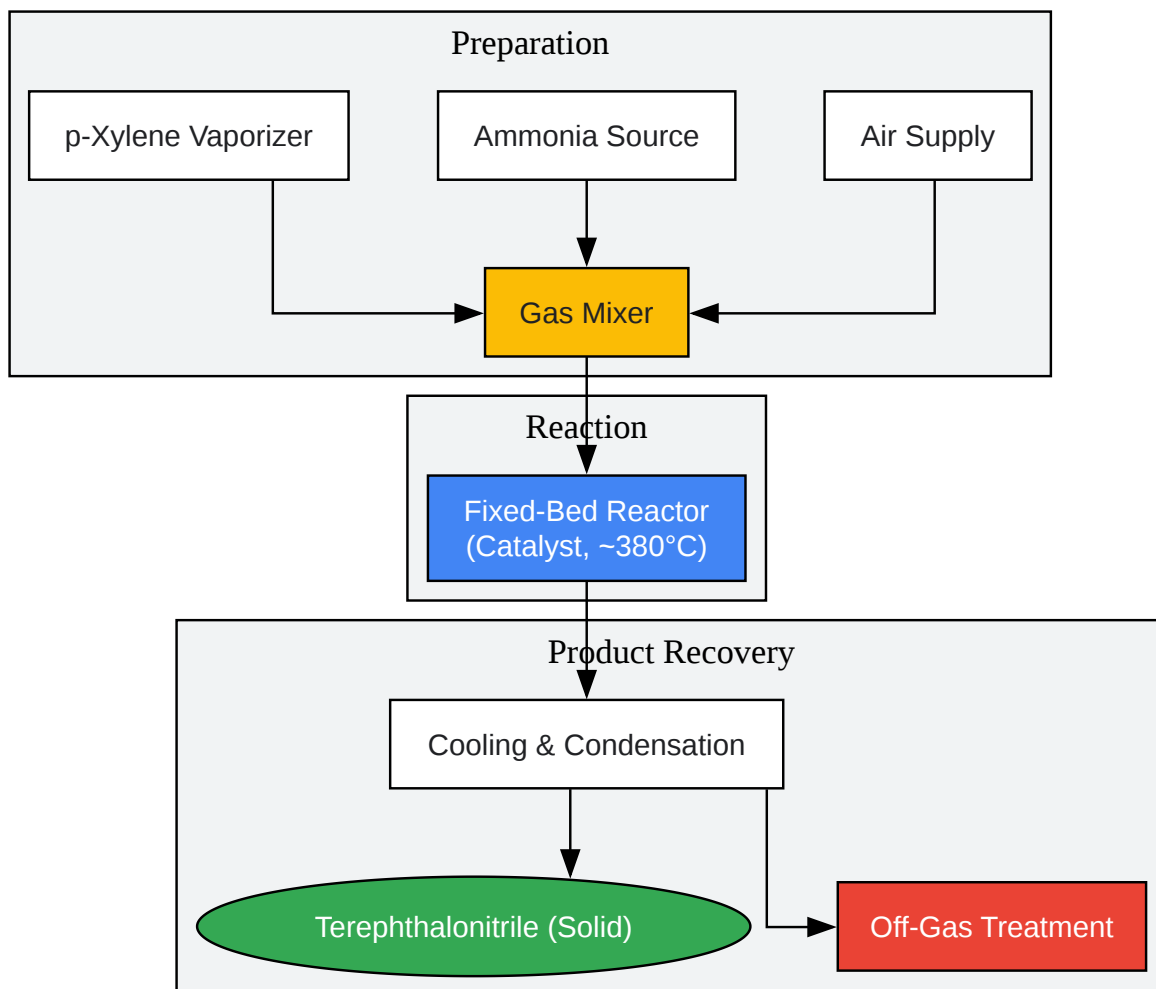 Preparation
p-Xylene Vaporizer
Ammonia Source
Air Supply
Gas Mixer
Reaction
Fixed-Bed Reactor
(Catalyst, ~380°C)
Product Recovery
Cooling & Condensation
Terephthalonitrile (Solid)
Off-Gas Treatment